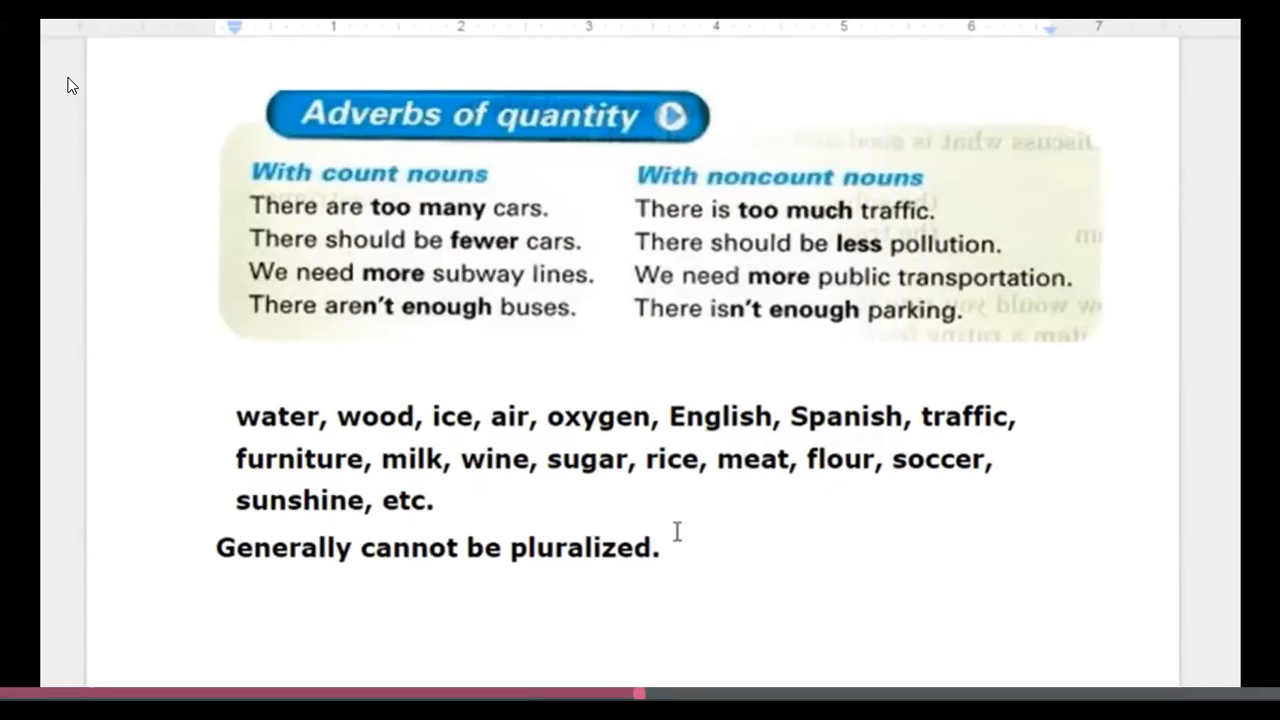 1 2 3 4 5 6 7
Adverbs of quantity
With count nouns
There are too many cars.
There should be fewer cars.
We need more subway lines.
There aren't enough buses.
With noncount nouns
There is too much traffic.
There should be less pollution.
We need more public transportation.
There isn't enough parking.
water, wood, ice, air, oxygen, English, Spanish, traffic,
furniture, milk, wine, sugar, rice, meat, flour, soccer,
sunshine, etc.
Generally cannot be pluralized.